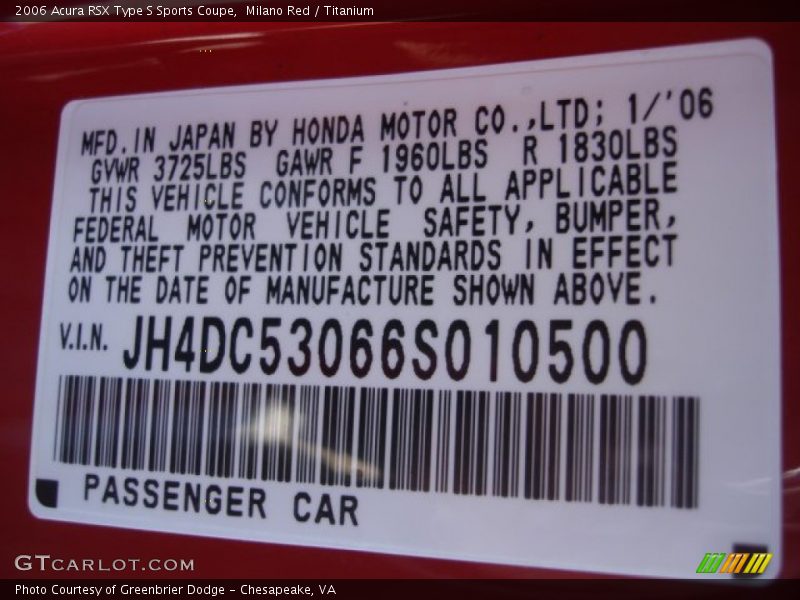 2006 Acura RSX Type S Sports Coupe,  Milano Red / Titanium
MFD.IN JAPAN BY HONDA MOTOR CO.,LTD; 1/'06
GVWR 3725LBS GAWR F 1960LBS R 1830LBS
THIS VEHICLE CONFORMS TO ALL APPLICABLE
FEDERAL MOTOR VEHICLE SAFETY, BUMPER,
AND THEFT PREVENTION STANDARDS IN EFFECT
ON THE DATE OF MANUFACTURE SHOWN ABOVE.
V.I.N. JH4DC53066S010500
PASSENGER CAR
GTCARLOT.COM
Photo Courtesy of Greenbrier Dodge - Chesapeake, VA